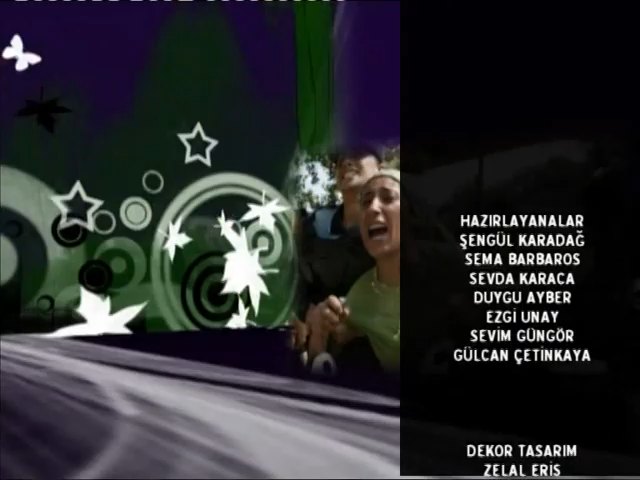 HAZIRLAYANALAR
ŞENGÜL KARADAĞ
SEMA BARBAROS
SEVDA KARACA
DUYGU AYBER
EZGI UNAY
SEVİM GÜNGÖR
GÜLCAN ÇETİNKAYA
DEKOR TASARIM
ZELAL ERİS